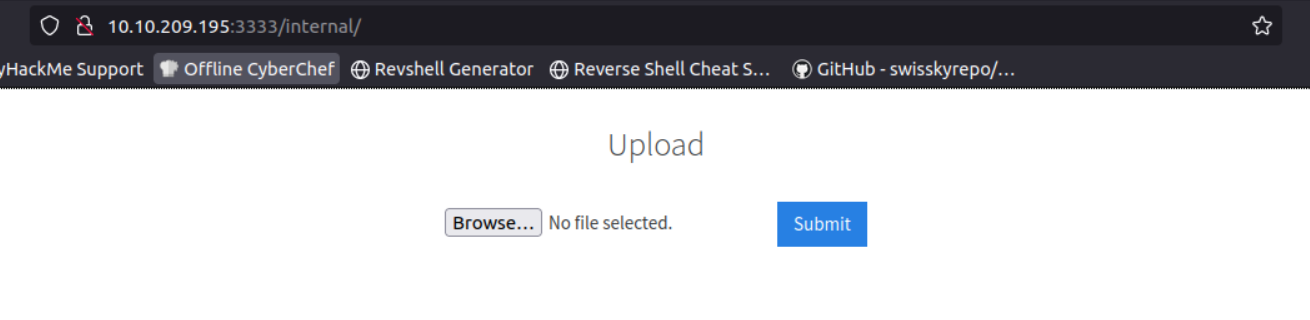 10.10.209.195:3333/internal/
yHackMe Support Offline CyberChef Revshell Generator Reverse Shell Cheat S… GitHub - swisskyrepo/…
Upload
Browse… No file selected. Submit